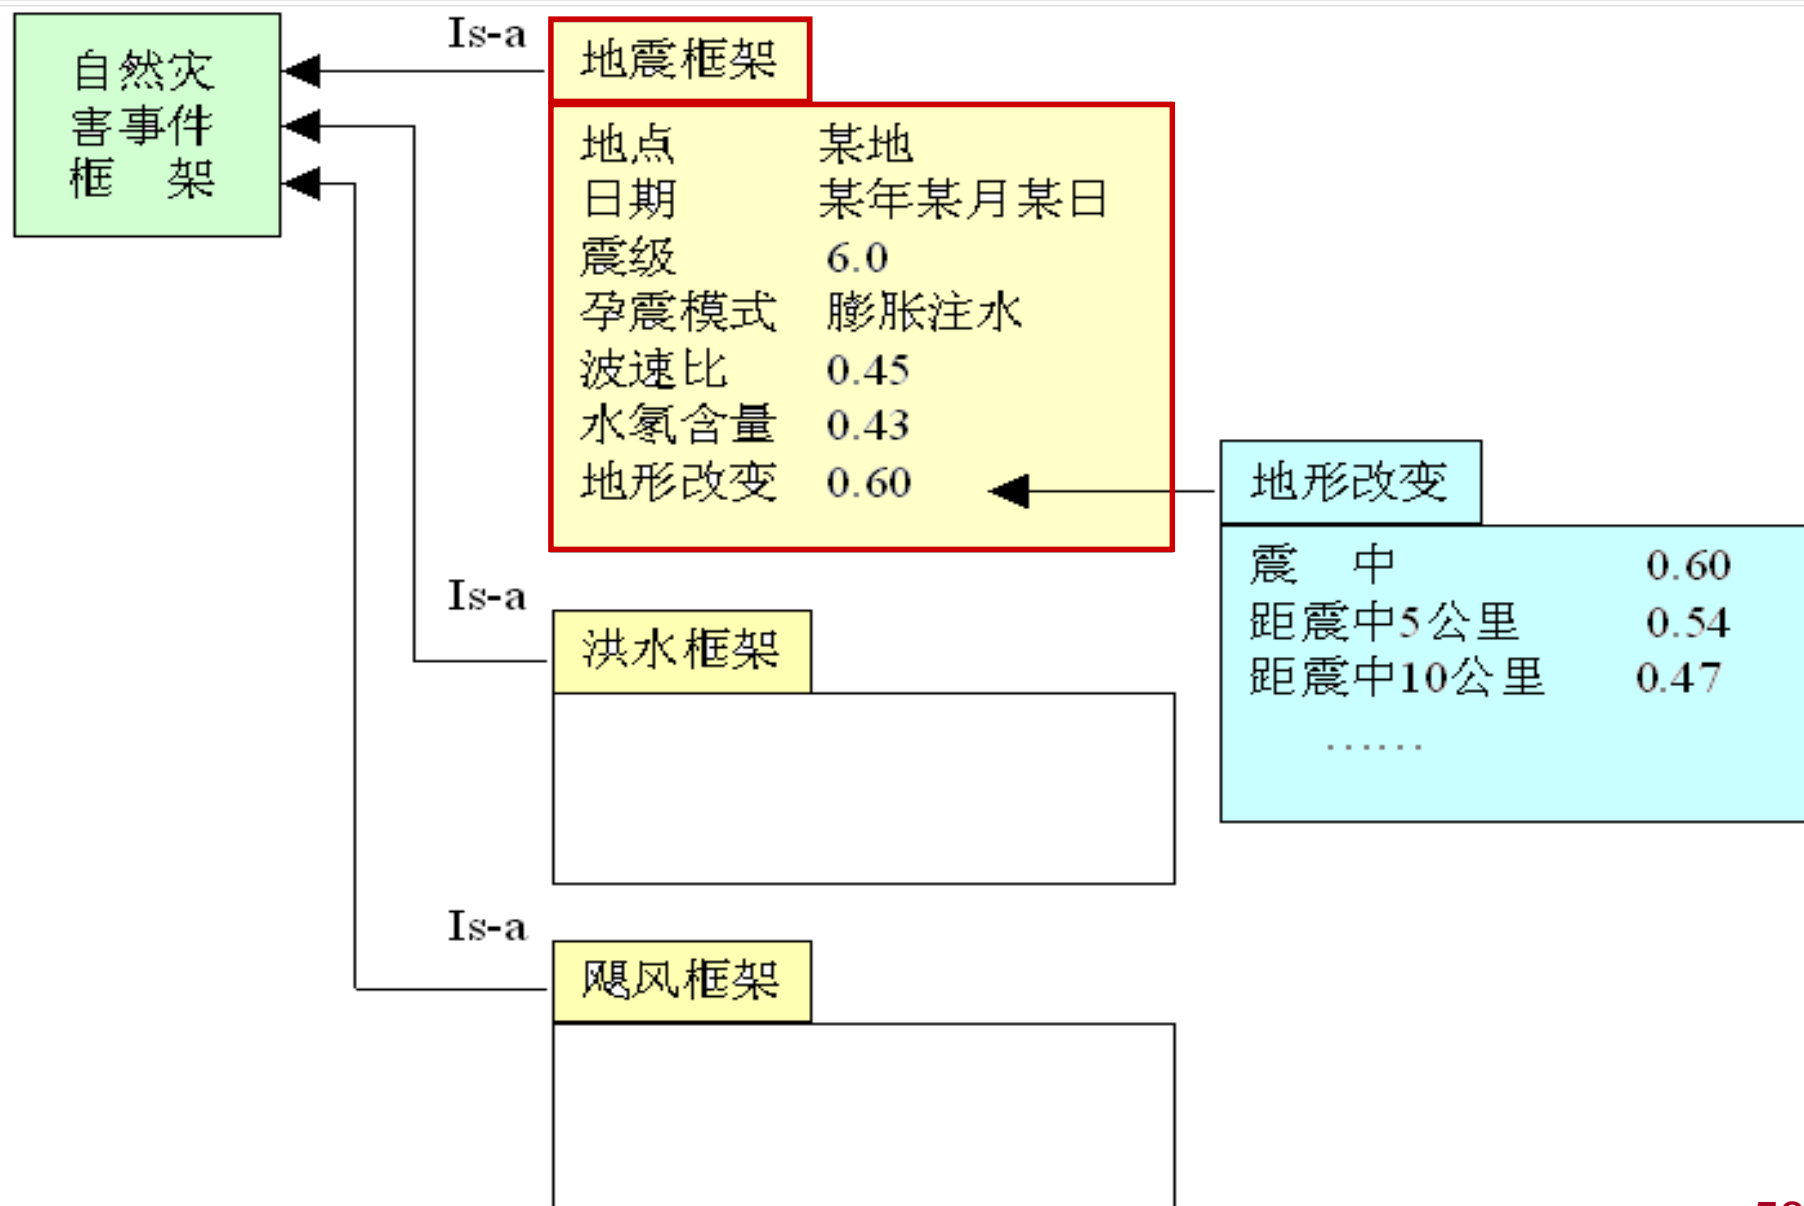 自然灾
害事件
框 架
Is-a
地震框架
地点 某地
日期 某年某月某日
震级 6.0
孕震模式 膨胀注水
波速比 0.45
水氡含量 0.43
地形改变 0.60
地形改变
震 中 0.60
距震中5公里 0.54
距震中10公里 0.47
......
Is-a
洪水框架
Is-a
飓风框架